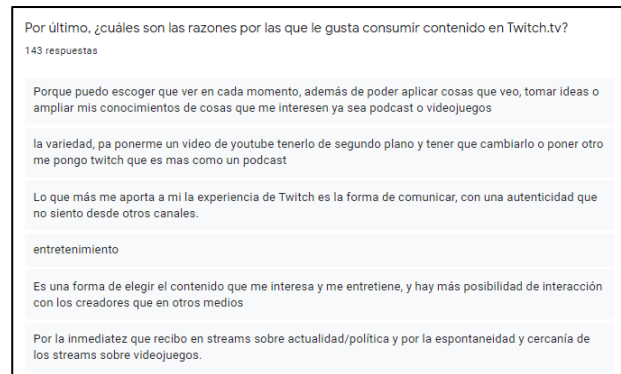 Por último, ¿cuáles son las razones por las que le gusta consumir contenido en Twitch.tv?
143 respuestas
Porque puedo escoger que ver en cada momento, además de poder aplicar cosas que veo, tomar ideas o
ampliar mis conocimientos de cosas que me interesen ya sea podcast o videojuegos
la variedad, pa ponerme un video de youtube tenerlo de segundo plano y tener que cambiarlo o poner otro
me pongo twitch que es mas como un podcast
Lo que más me aporta a mi la experiencia de Twitch es la forma de comunicar, con una autenticidad que
no siento desde otros canales.
entretenimiento
Es una forma de elegir el contenido que me interesa y me entretiene, y hay más posibilidad de interacción
con los creadores que en otros medios
Por la inmediatez que recibo en streams sobre actualidad/política y por la espontaneidad y cercanía de
los streams sobre videojuegos.